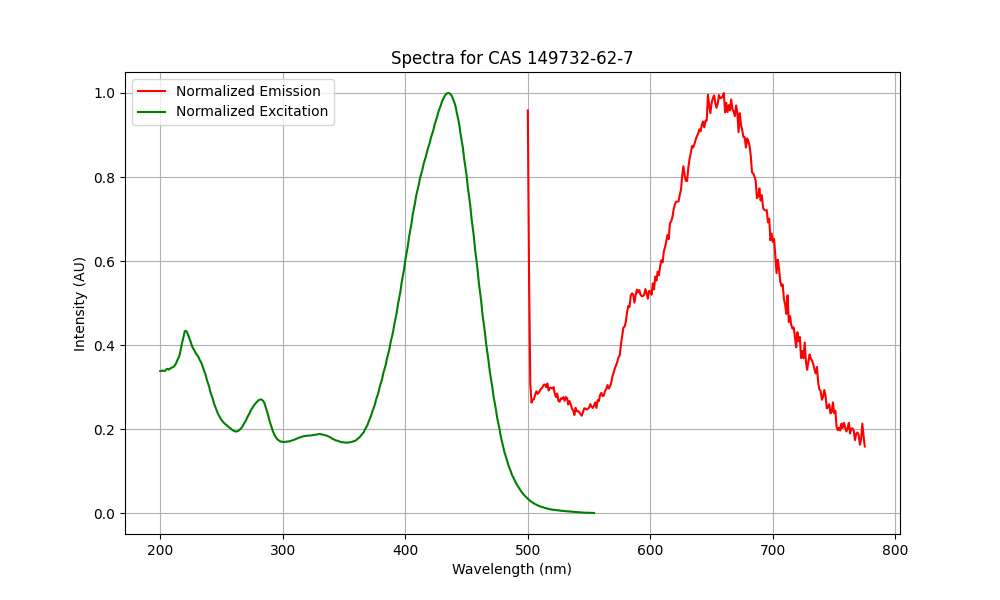 Spectra for CAS 149732-62-7
Normalized Emission
Normalized Excitation
Intensity (AU)
1.0
0.8
0.6
0.4
0.2
0.0
200 300 400 500 600 700 800
Wavelength (nm)